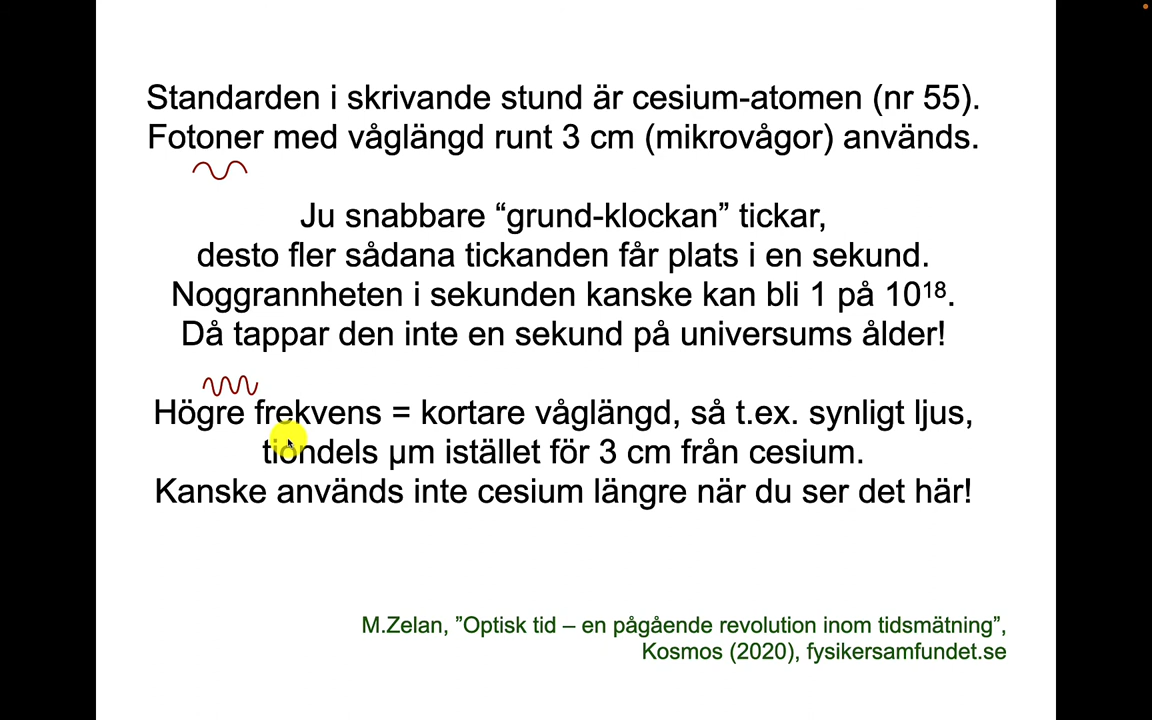 Standarden i skrivande stund är cesium-atomen (nr 55).
Fotoner med våglängd runt 3 cm (mikrovågor) används.
Ju snabbare “grund-klockan” tickar,
desto fler sådana tickanden får plats i en sekund.
Noggrannheten i sekunden kanske kan bli 1 på 10¹⁸.
Då tappar den inte en sekund på universums ålder!
Högre frekvens = kortare våglängd, så t.ex. synligt ljus,
tiondels µm istället för 3 cm från cesium.
Kanske används inte cesium längre när du ser det här!
M.Zelan, ”Optisk tid – en pågående revolution inom tidsmätning”,
Kosmos (2020), fysikersamfundet.se